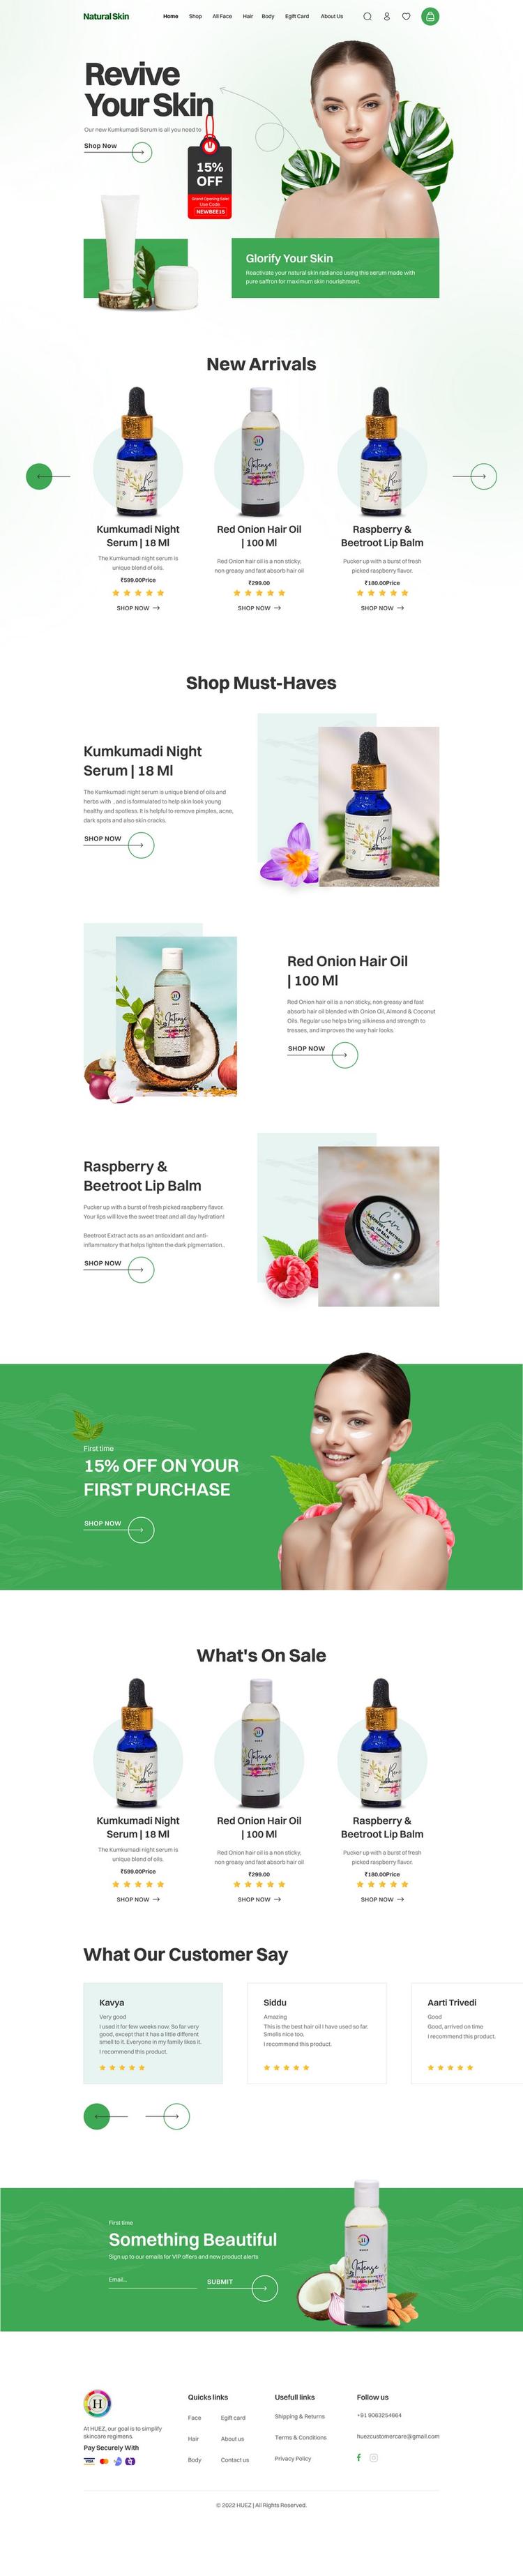 Natural Skin
Home Shop All Face Hair Body Egift Card About Us
Revive
Your Skin
Our new Kumkumadi Serum is all you need to
Shop Now
15%
OFF
Grand Opening Sale
Use Code
NEWBEE15
Glorify Your Skin
Reactivate your natural skin radiance using this serum made with
pure saffron for maximum skin nourishment.
New Arrivals
Kumkumadi Night
Serum | 18 Ml
The Kumkumadi night serum is
unique blend of oils.
₹599.00Price
SHOP NOW
Red Onion Hair Oil
| 100 Ml
Red Onion hair oil is a non sticky,
non greasy and fast absorb hair oil
₹299.00
SHOP NOW
Raspberry &
Beetroot Lip Balm
Pucker up with a burst of fresh
picked raspberry flavor.
₹180.00Price
SHOP NOW
Shop Must-Haves
Kumkumadi Night
Serum | 18 Ml
The Kumkumadi night serum is unique blend of oils and
herbs with , and is formulated to help skin look young
healthy and spotless. It is helpful to remove pimples, acne,
dark spots and also skin cracks.
SHOP NOW
Red Onion Hair Oil
| 100 Ml
Red Onion hair oil is a non sticky, non greasy and fast
absorb hair oil blended with Onion Oil, Almond & Coconut
Oils. Regular use helps bring silkiness and strength to
tresses, and improves the way hair looks.
SHOP NOW
Raspberry &
Beetroot Lip Balm
Pucker up with a burst of fresh picked raspberry flavor.
Your lips will love the sweet treat and all day hydration!
Beetroot Extract acts as an antioxidant and anti-
inflammatory that helps lighten the dark pigmentation..
SHOP NOW
First time
15% OFF ON YOUR
FIRST PURCHASE
SHOP NOW
What's On Sale
Kumkumadi Night
Serum | 18 Ml
The Kumkumadi night serum is
unique blend of oils.
₹599.00Price
SHOP NOW
Red Onion Hair Oil
| 100 Ml
Red Onion hair oil is a non sticky,
non greasy and fast absorb hair oil
₹299.00
SHOP NOW
Raspberry &
Beetroot Lip Balm
Pucker up with a burst of fresh
picked raspberry flavor.
₹180.00Price
SHOP NOW
What Our Customer Say
Kavya
Very good
I used it for few weeks now. So far very
good, except that it has a little different
smell to it. Everyone in my family likes it.
I recommend this product.
Siddu
Amazing
This is the best hair oil I have used so far.
Smells nice too.
I recommend this product.
Aarti Trivedi
Good
Good, arrived on time
I recommend this product.
First time
Something Beautiful
Sign up to our emails for VIP offers and new product alerts
Email...
SUBMIT
Intense
H
At HUEZ, our goal is to simplify
skincare regimens.
Pay Securely With
VISA
Quicks links
Face Egift card
Hair About us
Body Contact us
Usefull links
Shipping & Returns
Terms & Conditions
Privacy Policy
Follow us
+91 9063254664
huezcustomercare@gmail.com
© 2022 HUEZ | All Rights Reserved.